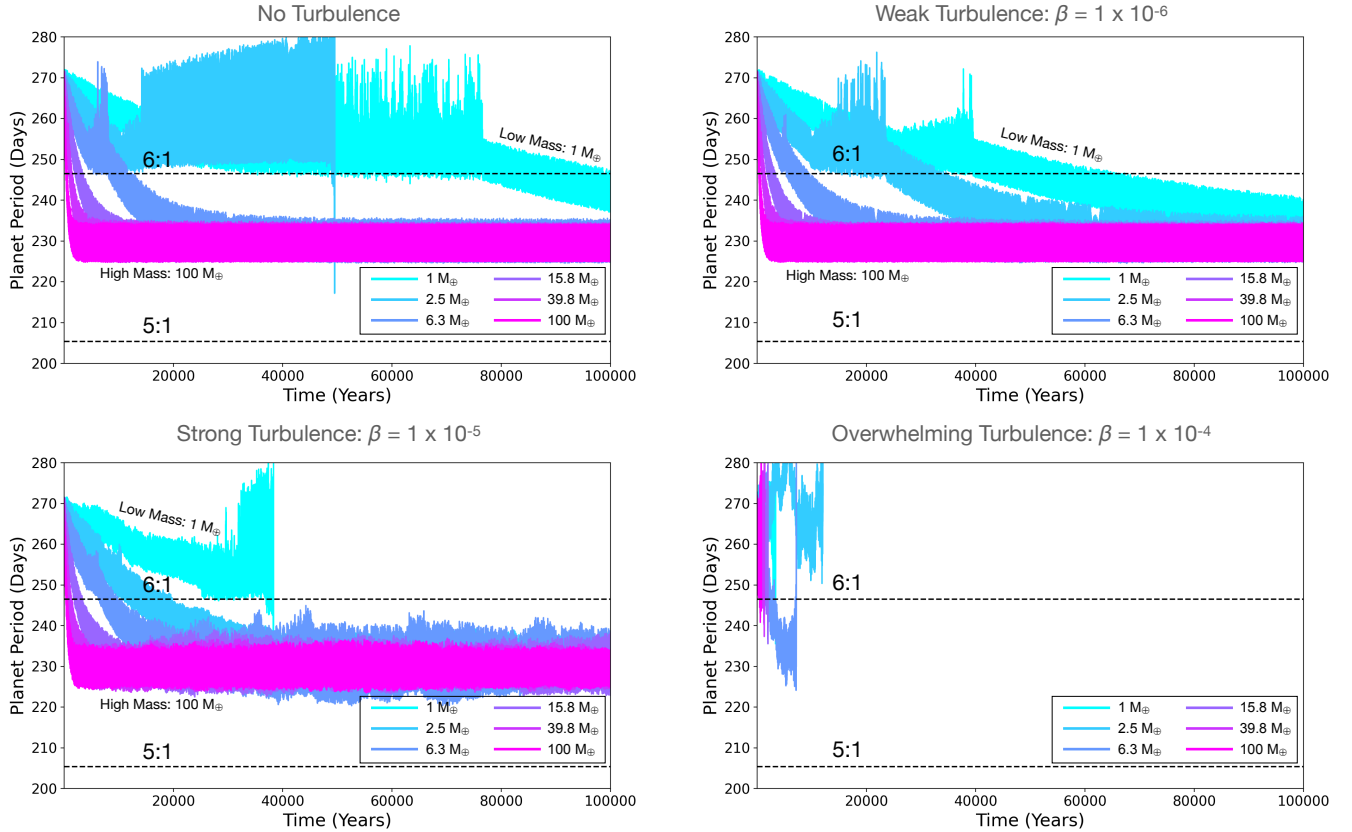 No Turbulence
280
270
260
250
240
230
220
210
200
Planet Period (Days)
6:1
Low Mass: 1 M⊕
High Mass: 100 M⊕
5:1
1 M⊕
2.5 M⊕
6.3 M⊕
15.8 M⊕
39.8 M⊕
100 M⊕
20000 40000 60000 80000 100000
Time (Years)
Weak Turbulence: β = 1 x 10⁻⁶
280
270
260
250
240
230
220
210
200
Planet Period (Days)
6:1
Low Mass: 1 M⊕
High Mass: 100 M⊕
5:1
1 M⊕
2.5 M⊕
6.3 M⊕
15.8 M⊕
39.8 M⊕
100 M⊕
20000 40000 60000 80000 100000
Time (Years)
Strong Turbulence: β = 1 x 10⁻⁵
280
270
260
250
240
230
220
210
200
Planet Period (Days)
Low Mass: 1 M⊕
6:1
High Mass: 100 M⊕
5:1
1 M⊕
2.5 M⊕
6.3 M⊕
15.8 M⊕
39.8 M⊕
100 M⊕
20000 40000 60000 80000 100000
Time (Years)
Overwhelming Turbulence: β = 1 x 10⁻⁴
280
270
260
250
240
230
220
210
200
Planet Period (Days)
6:1
5:1
1 M⊕
2.5 M⊕
6.3 M⊕
15.8 M⊕
39.8 M⊕
100 M⊕
20000 40000 60000 80000 100000
Time (Years)